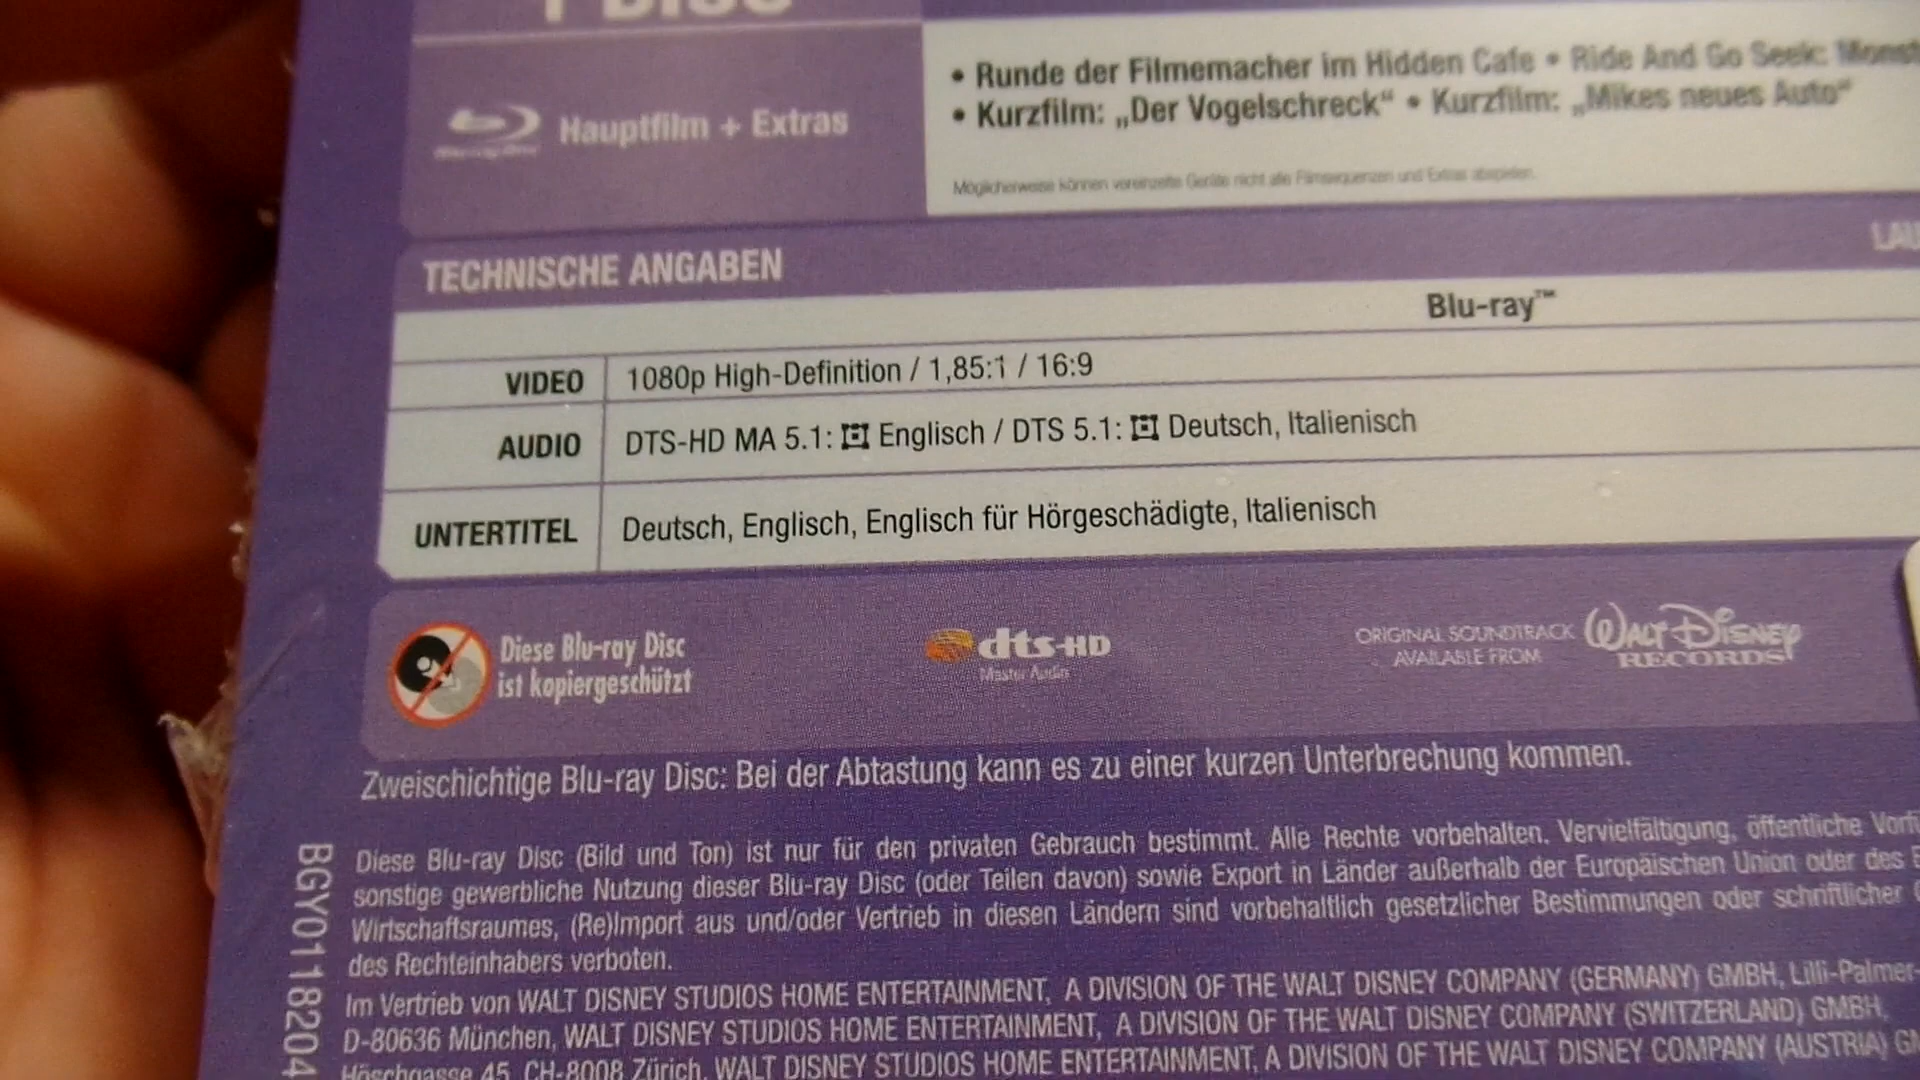 1 Disc
• Runde der Filmemacher im Hidden Cafe • Ride And Go Seek: Monst
Hauptfilm + Extras
• Kurzfilm: „Der Vogelschreck“ • Kurzfilm: „Mikes neues Auto“
Möglicherweise können vereinzelte Geräte nicht alle Filmsequenzen und Extras abspielen.
TECHNISCHE ANGABEN
LAU
Blu-ray™
VIDEO 1080p High-Definition / 1,85:1 / 16:9
AUDIO DTS-HD MA 5.1: Englisch / DTS 5.1: Deutsch, Italienisch
UNTERTITEL Deutsch, Englisch, Englisch für Hörgeschädigte, Italienisch
Diese Blu-ray Disc
ist kopiergeschützt
dts-HD
Master Audio
ORIGINAL SOUNDTRACK
AVAILABLE FROM
WALT DISNEY
RECORDS
Zweischichtige Blu-ray Disc: Bei der Abtastung kann es zu einer kurzen Unterbrechung kommen.
Diese Blu-ray Disc (Bild und Ton) ist nur für den privaten Gebrauch bestimmt. Alle Rechte vorbehalten. Vervielfältigung, öffentliche Vorfü
sonstige gewerbliche Nutzung dieser Blu-ray Disc (oder Teilen davon) sowie Export in Länder außerhalb der Europäischen Union oder des E
Wirtschaftsraumes, (Re)Import aus und/oder Vertrieb in diesen Ländern sind vorbehaltlich gesetzlicher Bestimmungen oder schriftlicher
des Rechteinhabers verboten.
Im Vertrieb von WALT DISNEY STUDIOS HOME ENTERTAINMENT, A DIVISION OF THE WALT DISNEY COMPANY (GERMANY) GMBH, Lilli-Palmer-
D-80636 München, WALT DISNEY STUDIOS HOME ENTERTAINMENT, A DIVISION OF THE WALT DISNEY COMPANY (SWITZERLAND) GMBH,
Höschgasse 45, CH-8008 Zürich, WALT DISNEY STUDIOS HOME ENTERTAINMENT, A DIVISION OF THE WALT DISNEY COMPANY (AUSTRIA) GM
BGY0118204